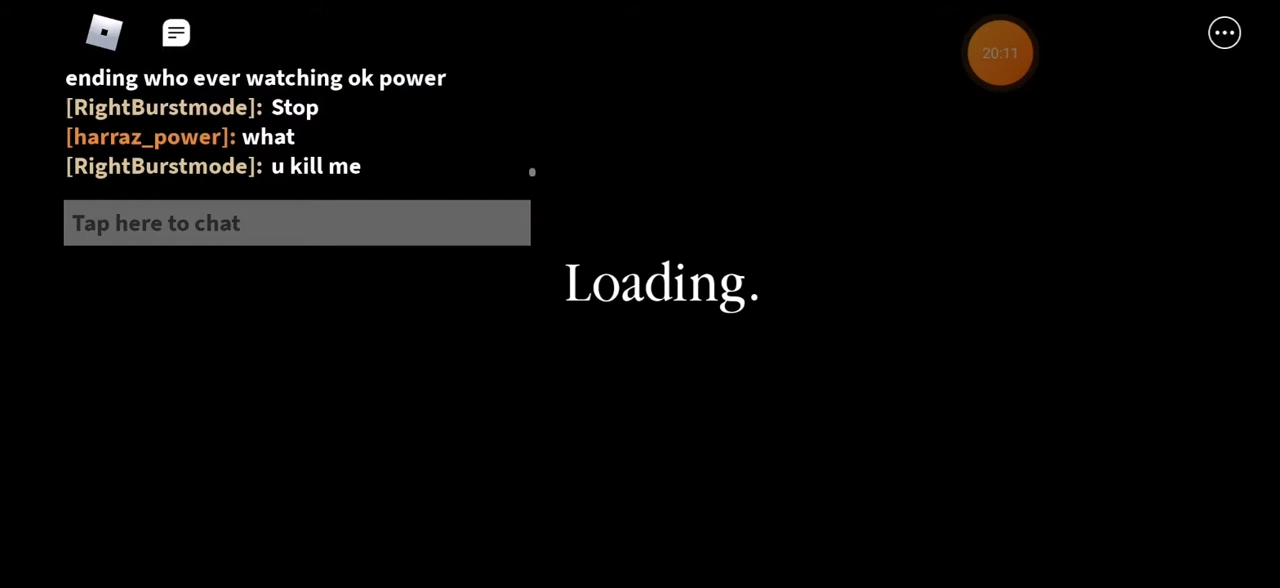 20:11
ending who ever watching ok power
[RightBurstmode]: Stop
[harraz_power]: what
[RightBurstmode]: u kill me
Tap here to chat
Loading.